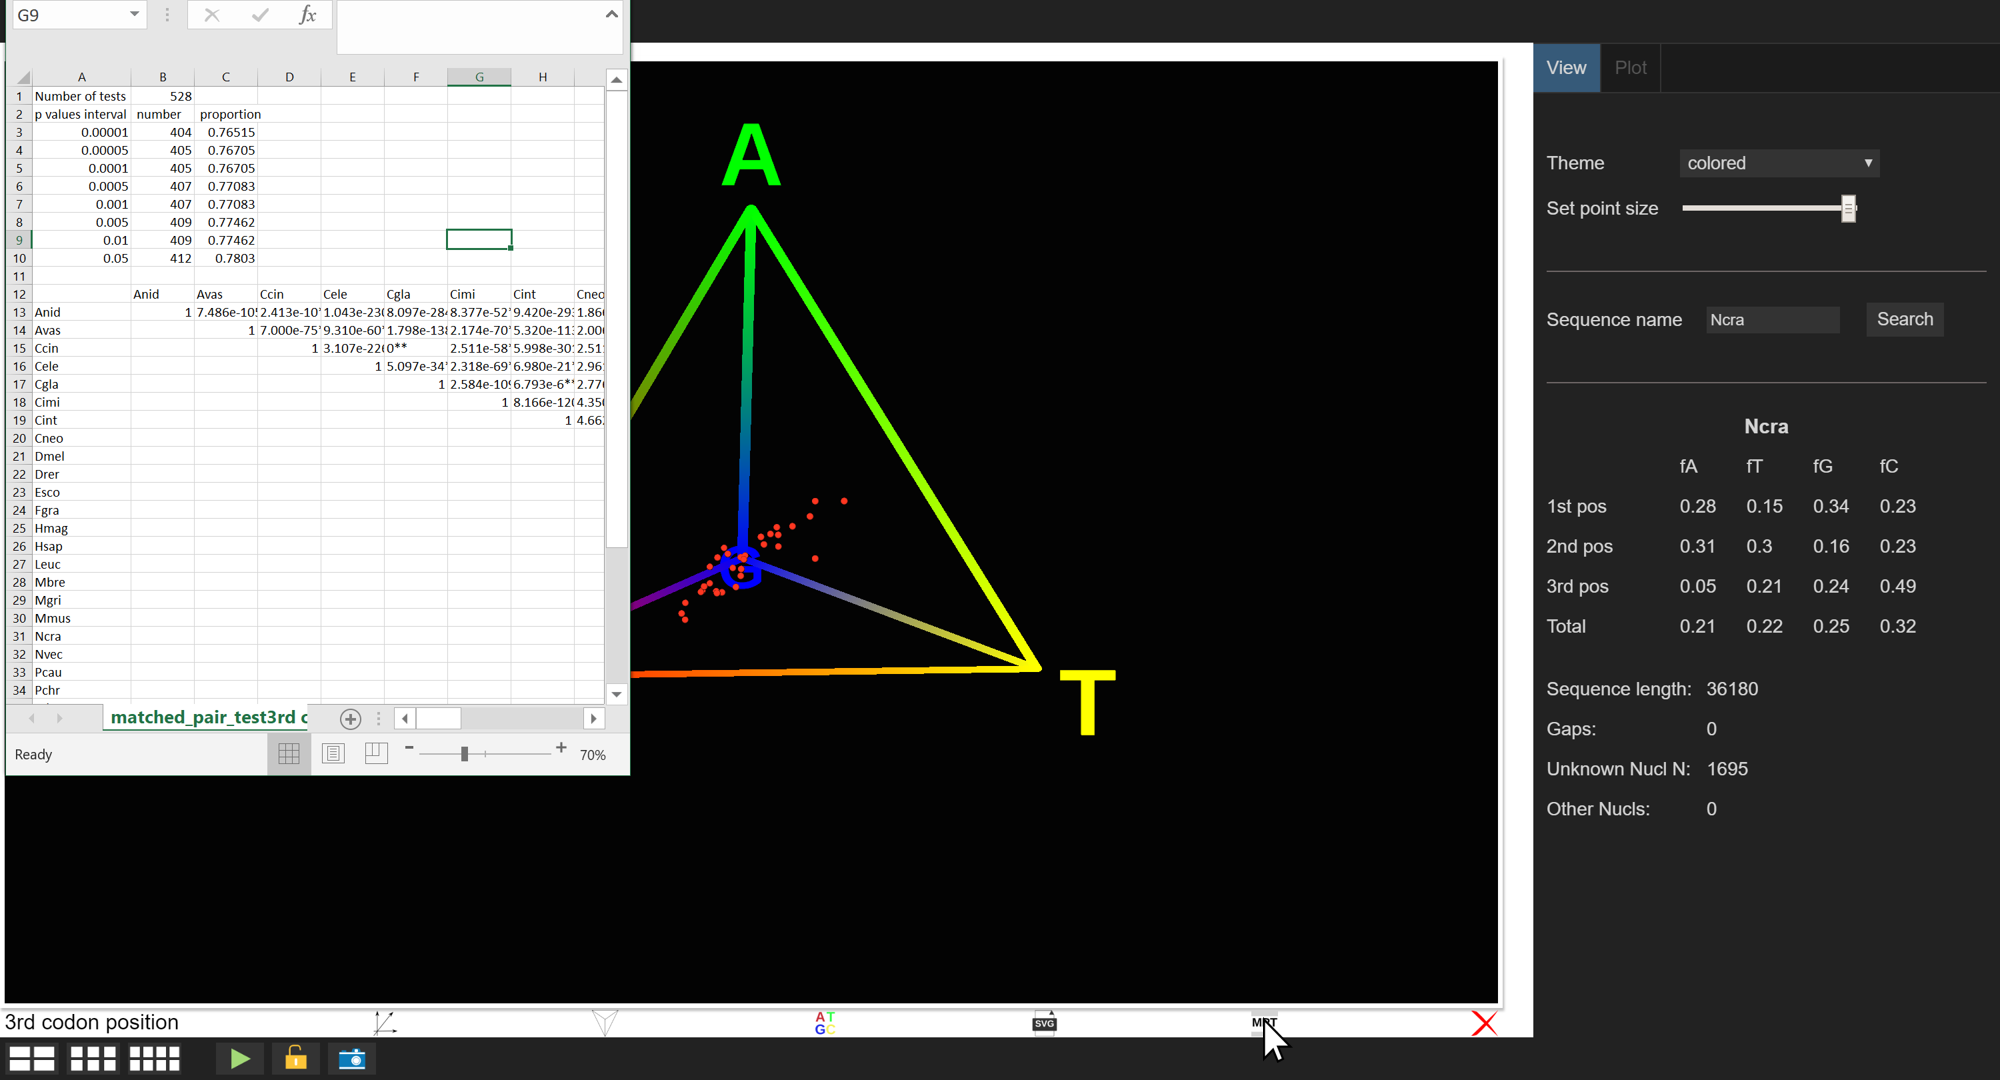 G9
fx
A B C D E F G H
1 Number of tests 528
2 p values interval number proportion
3 0.00001 404 0.76515
4 0.00005 405 0.76705
5 0.0001 405 0.76705
6 0.0005 407 0.77083
7 0.001 407 0.77083
8 0.005 409 0.77462
9 0.01 409 0.77462
10 0.05 412 0.7803
11
12 Anid Avas Ccin Cele Cgla Cimi Cint Cneo
13 Anid 1 7.486e-10 2.413e-10 1.043e-23 8.097e-28 8.377e-52 9.420e-29 1.86
14 Avas 1 7.000e-75 9.310e-60 1.798e-13 2.174e-70 5.320e-11 2.00
15 Ccin 1 3.107e-22 0** 2.511e-58 5.998e-30 2.51
16 Cele 1 5.097e-34 2.318e-69 6.980e-21 2.96
17 Cgla 1 2.584e-10 6.793e-6* 2.77
18 Cimi 1 8.166e-12 4.35
19 Cint 1 4.66
20 Cneo
21 Dmel
22 Drer
23 Esco
24 Fgra
25 Hmag
26 Hsap
27 Leuc
28 Mbre
29 Mgri
30 Mmus
31 Ncra
32 Nvec
33 Pcau
34 Pchr
matched_pair_test3rd c
Ready
70%
A
G
T
View Plot
Theme colored
Set point size
Sequence name Ncra Search
Ncra
fA fT fG fC
1st pos 0.28 0.15 0.34 0.23
2nd pos 0.31 0.3 0.16 0.23
3rd pos 0.05 0.21 0.24 0.49
Total 0.21 0.22 0.25 0.32
Sequence length: 36180
Gaps: 0
Unknown Nucl N: 1695
Other Nucls: 0
3rd codon position
AT
GC
SVG
MPT